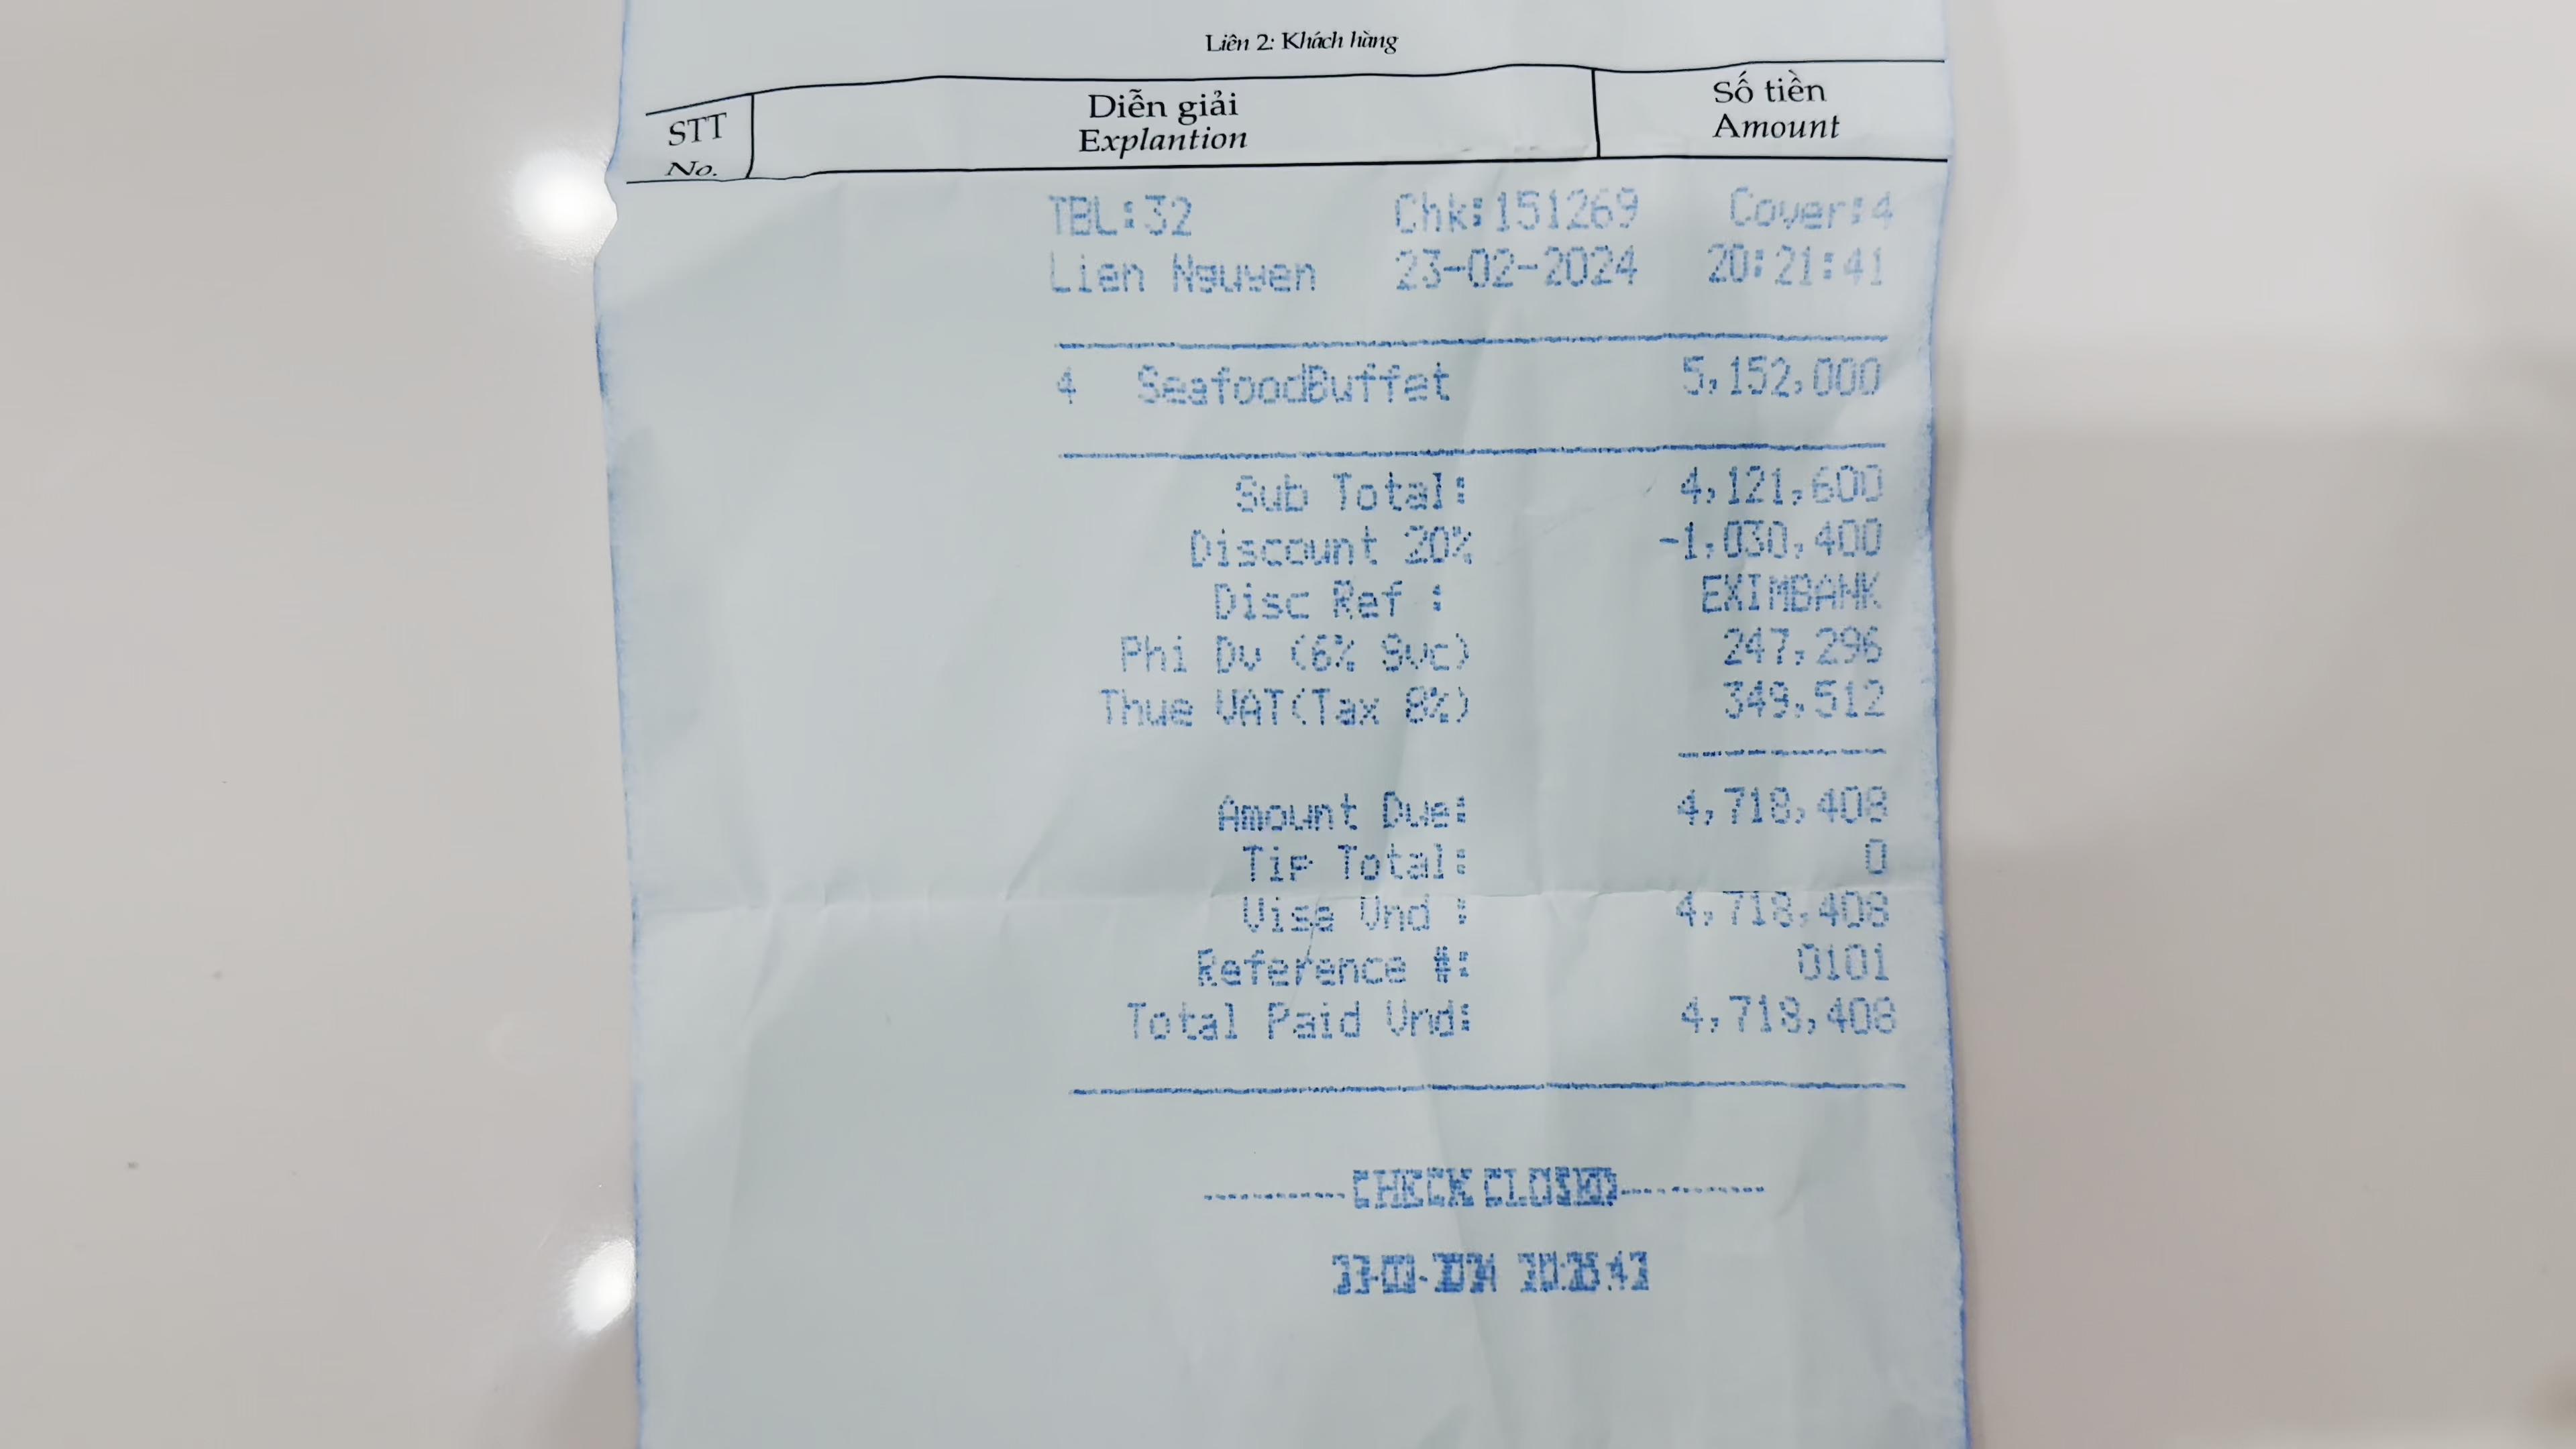 Liên 2: Khách hàng
STT
No.
Diễn giải
Explantion
Số tiền
Amount
TBL:32 Chk:151269 Cover:4
Lien Nguyen 23-02-2024 20:21:41
4 SeafoodBuffet 5,152,000
Sub Total: 4,121,600
Discount 20% -1,030,400
Disc Ref : EXIMBANK
Phi Dv (6% Svc) 247,296
Thue VAT(Tax 8%) 349,512
Amount Due: 4,718,408
Tip Total: 0
Visa Vnd : 4,718,408
Reference #: 0101
Total Paid Vnd: 4,718,408
------------CHECK CLOSED------------